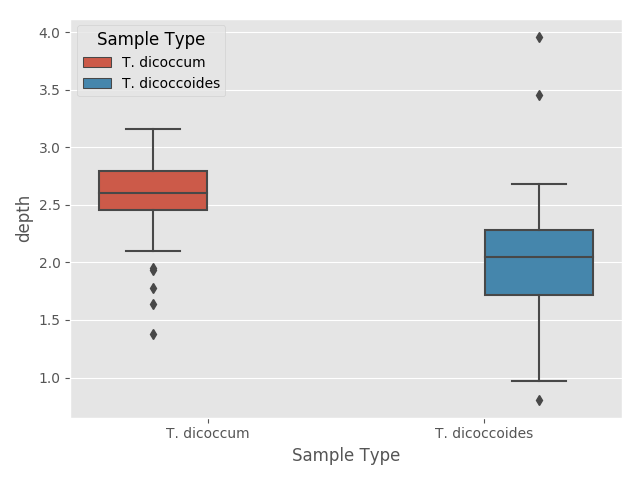 4.0
3.5
3.0
2.5
2.0
1.5
1.0
depth
Sample Type
T. dicoccum
T. dicoccoides
T. dicoccum
T. dicoccoides
Sample Type